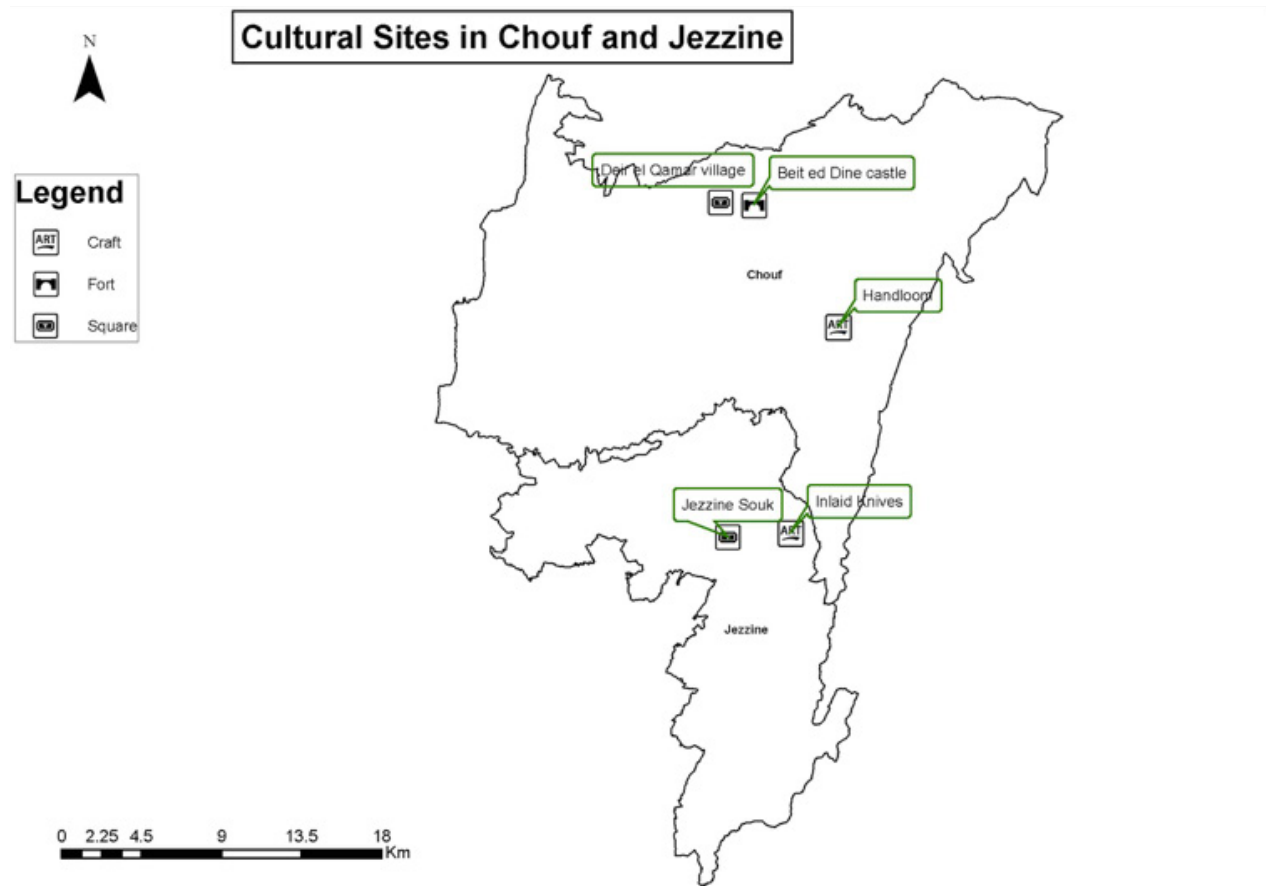 Cultural Sites in Chouf and Jezzine
N
Legend
ART Craft
Fort
Square
Deir el Qamar village
Beit ed Dine castle
Chouf
Handloom
ART
Jezzine Souk
Inlaid Knives
ART
Jezzine
0 2.25 4.5 9 13.5 18
Km